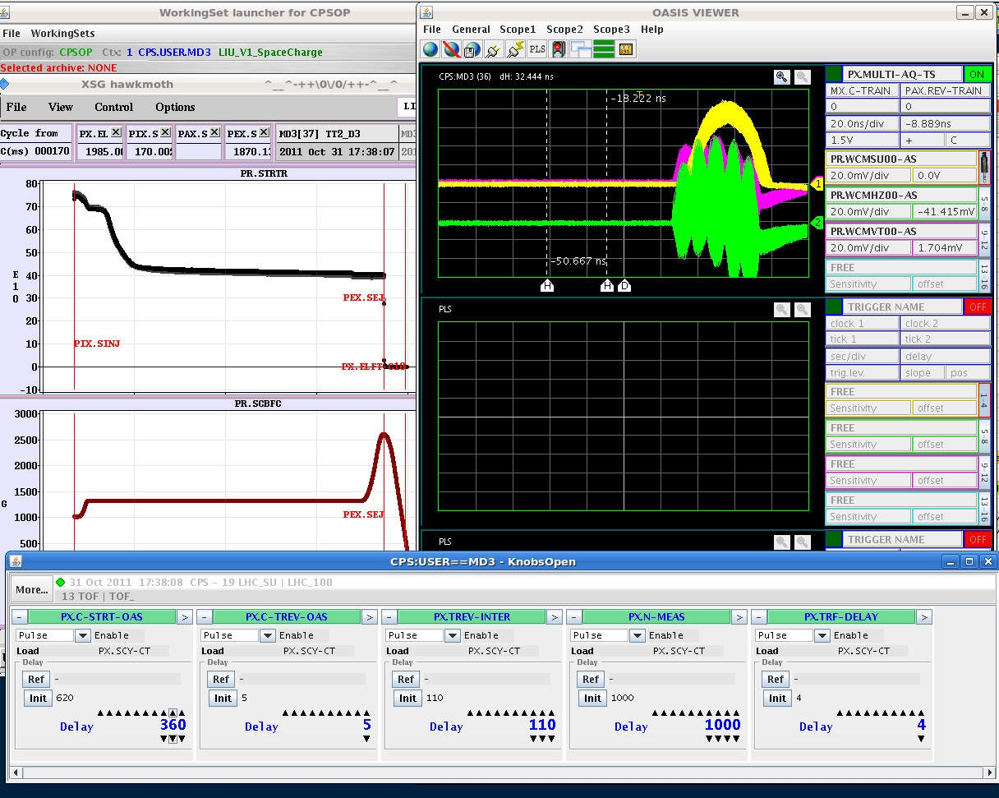 WorkingSet launcher for CPSOP
File WorkingSets
OP config: CPSOP Ctx: 1 CPS.USER.MD3 LIU_V1_SpaceCharge
Selected archive: NONE
XSG hawkmoth ^__^-++\0\/0/++-^__^
File View Control Options LI
Cycle from PX.EL PIX.S PAX.S PEX.S MD3[37] TT2_D3 MD3
C(ms) 000170 1985.0 170.00 1870.1 2011 Oct 31 17:38:07 201
PR.STRTR
80
70
60
50
40
30
20
10
0
-10
E10
PEX.SEJ
PIX.SINJ
PR.SCBFC
3000
2500
2000
1500
1000
500
G
PEX.SEJ
OASIS VIEWER
File General Scope1 Scope2 Scope3 Help
PLS
CPS:MD3 (36) dH: 32.444 ns
-18.222 ns
-50.667 ns
H H D
1
2
PX.MULTI-AQ-TS ON
MX.C-TRAIN PAX.REV-TRAIN
0 0
20.0ns/div -8.889ns
1.5V + C
PR.WCMSU00-AS
20.0mV/div 0.0V
PR.WCMHZ00-AS
20.0mV/div -41.415mV
5-8
PR.WCMVT00-AS
20.0mV/div 1.704mV
9-12
FREE
Sensitivity offset
13-16
PLS
TRIGGER NAME OFF
clock 1 clock 2
tick 1 tick 2
sec/div delay
trig.lev. slope pos
FREE
Sensitivity offset
1-4
FREE
Sensitivity offset
5-8
FREE
Sensitivity offset
9-12
FREE
Sensitivity offset
13-16
PLS
TRIGGER NAME OFF
CPS:USER==MD3 - KnobsOpen
More... 31 Oct 2011 17:38:08 CPS - 19 LHC_SU | LHC_100
13 TOF | TOF_
- PX.C-STRT-OAS > - PX.C-TREV-OAS > - PX.TREV-INTER > - PX.N-MEAS > - PX.TRF-DELAY >
Pulse Enable Pulse Enable Pulse Enable Pulse Enable Pulse Enable
Load PX.SCY-CT Load PX.SCY-CT Load PX.SCY-CT Load PX.SCY-CT Load PX.SCY-CT
Delay Delay Delay Delay Delay
Ref - Ref - Ref - Ref - Ref -
Init 620 Init 5 Init 110 Init 1000 Init 4
Delay 360 Delay 5 Delay 110 Delay 1000 Delay 4